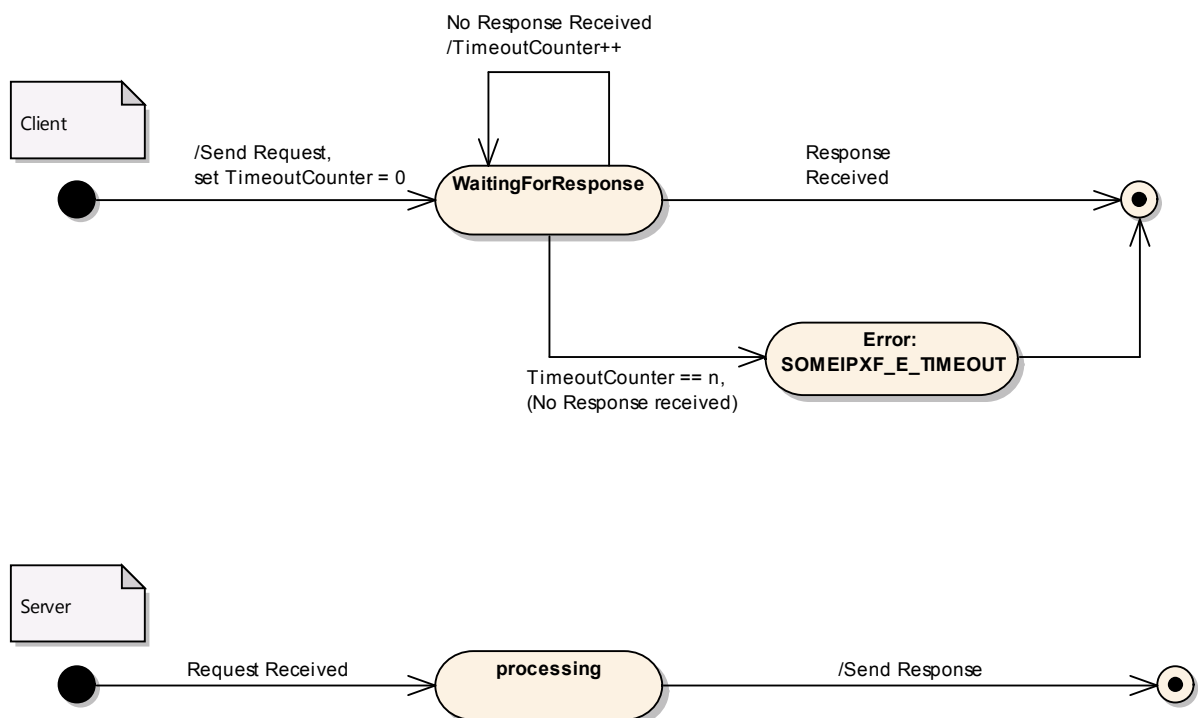 No Response Received
/TimeoutCounter++
Client
/Send Request,
set TimeoutCounter = 0
WaitingForResponse
Response
Received
Error:
SOMEIPXF_E_TIMEOUT
TimeoutCounter == n,
(No Response received)
Server
Request Received
processing
/Send Response